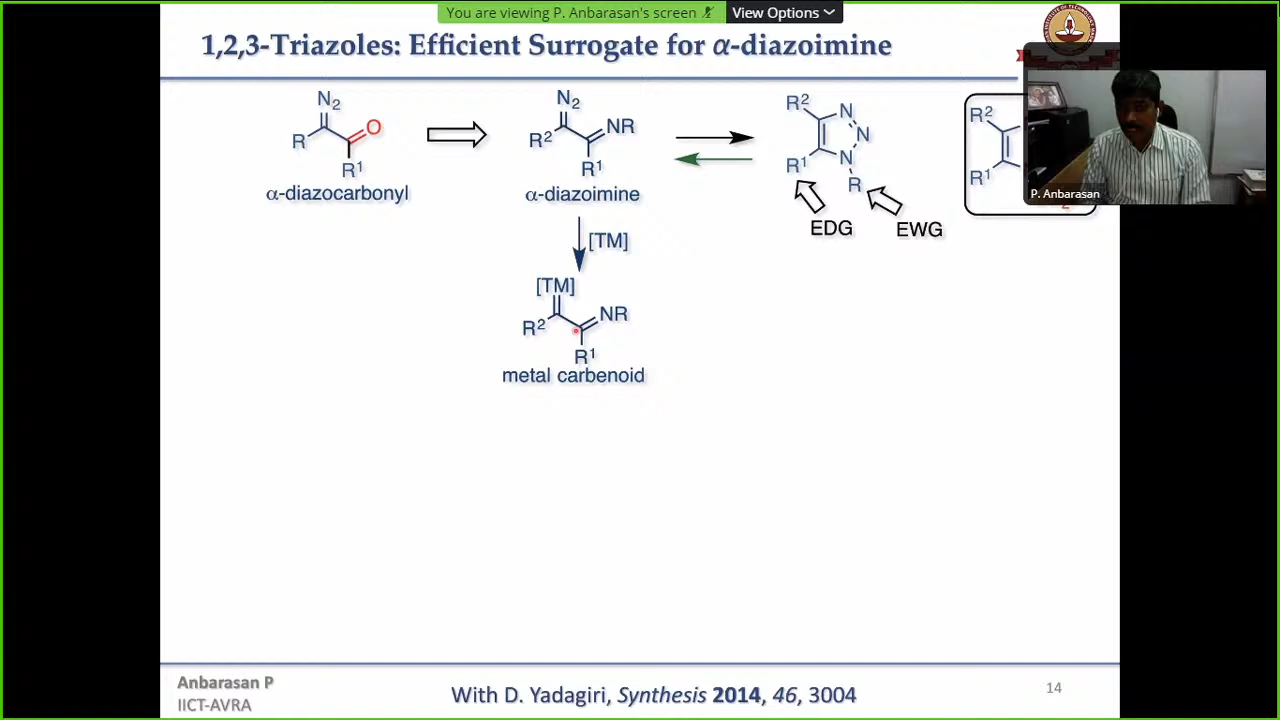 You are viewing P. Anbarasan's screen
View Options
1,2,3-Triazoles: Efficient Surrogate for α-diazoimine
N2
R
O
R1
α-diazocarbonyl
N2
R2
NR
R1
α-diazoimine
R2
N
N
N
R1
R
EDG
EWG
R2
R1
P. Anbarasan
2
[TM]
[TM]
R2
NR
R1
metal carbenoid
Anbarasan P
IICT-AVRA
With D. Yadagiri, Synthesis 2014, 46, 3004
14